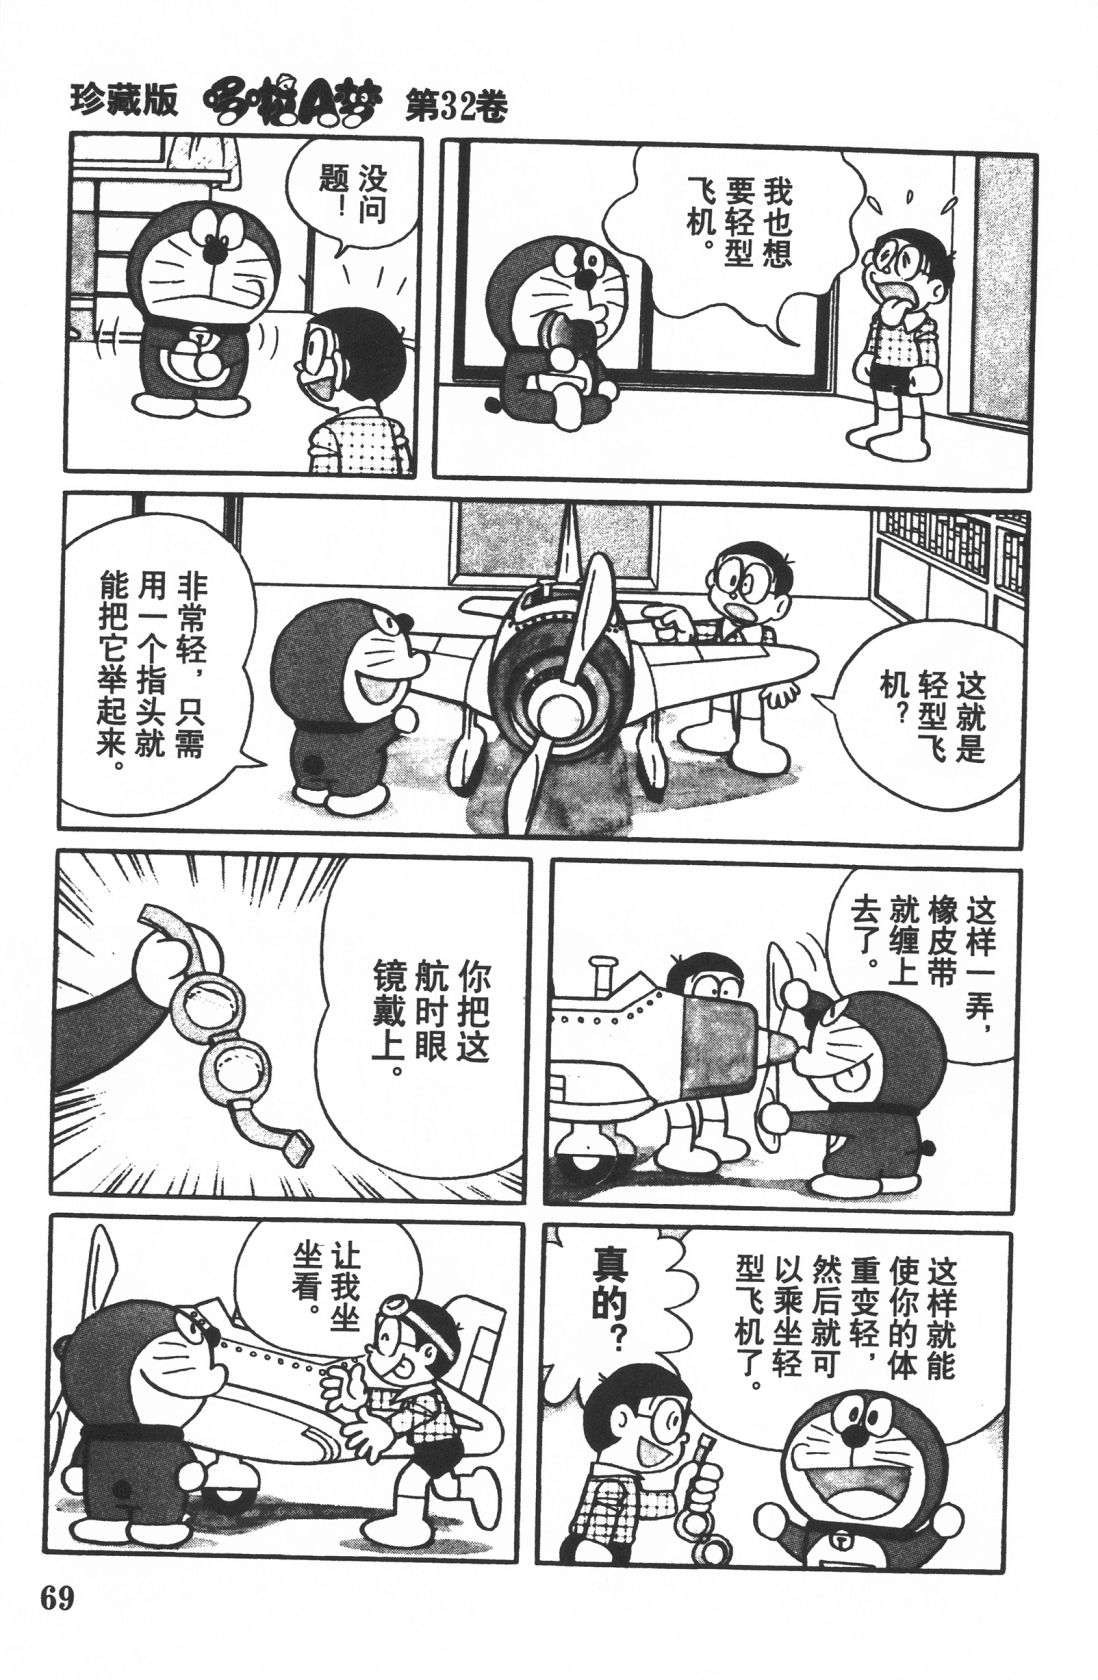 珍藏版 哆啦A梦 第32卷
我也想
要轻型
飞机。
没问
题！
这就是
轻型飞
机？
非常轻，只需
用一个指头就
能把它举起来。
这样一弄，
橡皮带
就缠上
去了。
你把这
航时眼
镜戴上。
这样就能
使你的体
重变轻，
然后就可
以乘坐轻
型飞机了。
真的？
让我坐
坐看。
69